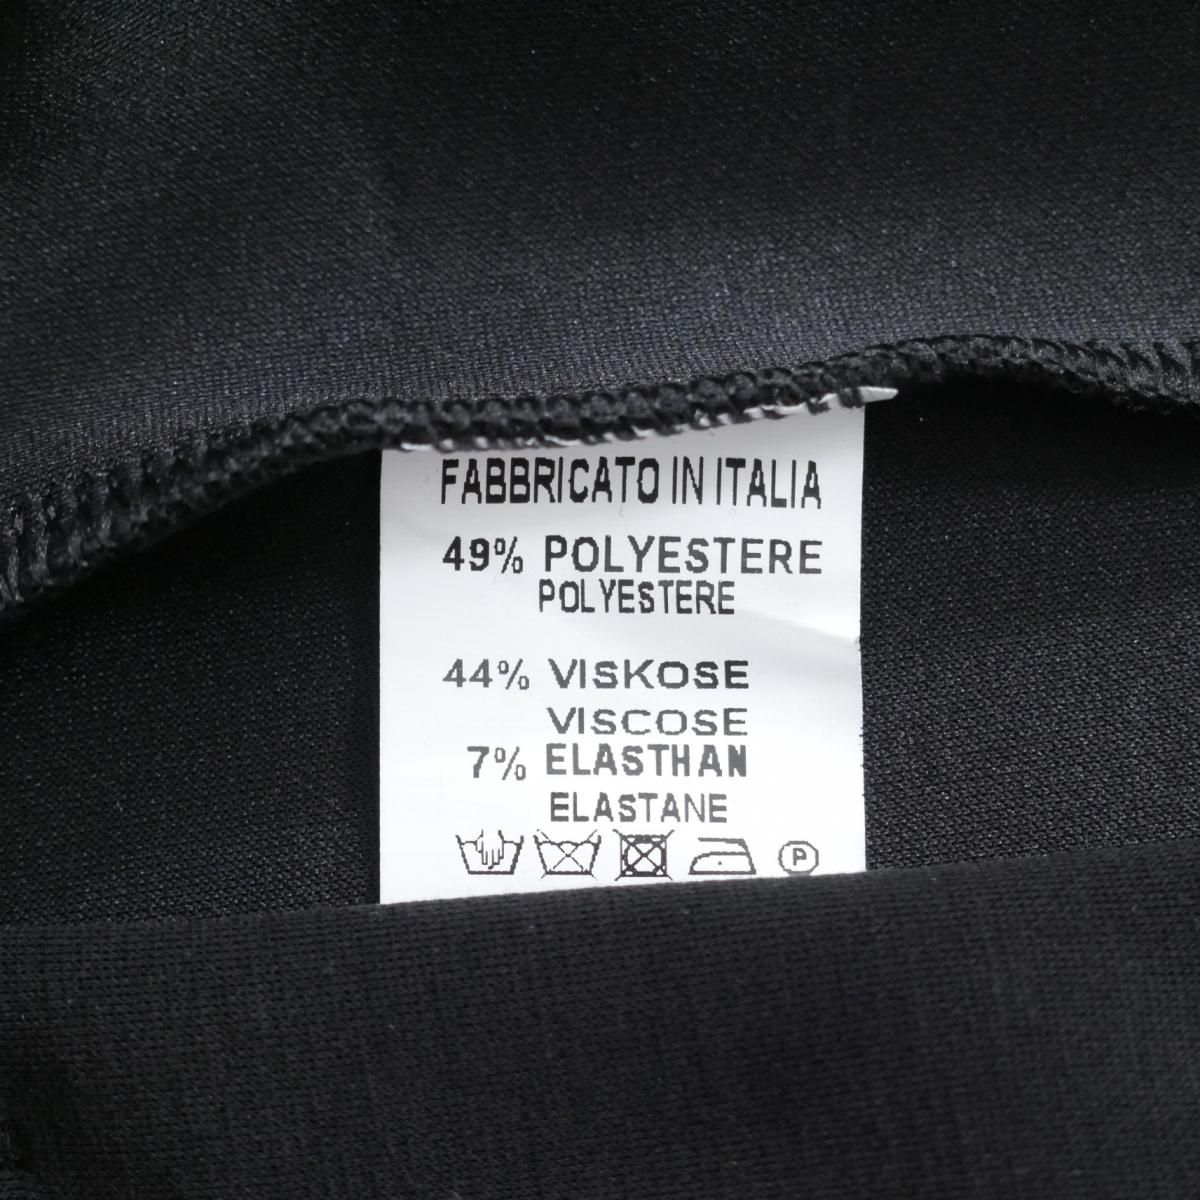 FABBRICATO IN ITALIA
49% POLYESTERE
POLYESTERE
44% VISKOSE
VISCOSE
7% ELASTHAN
ELASTANE
P